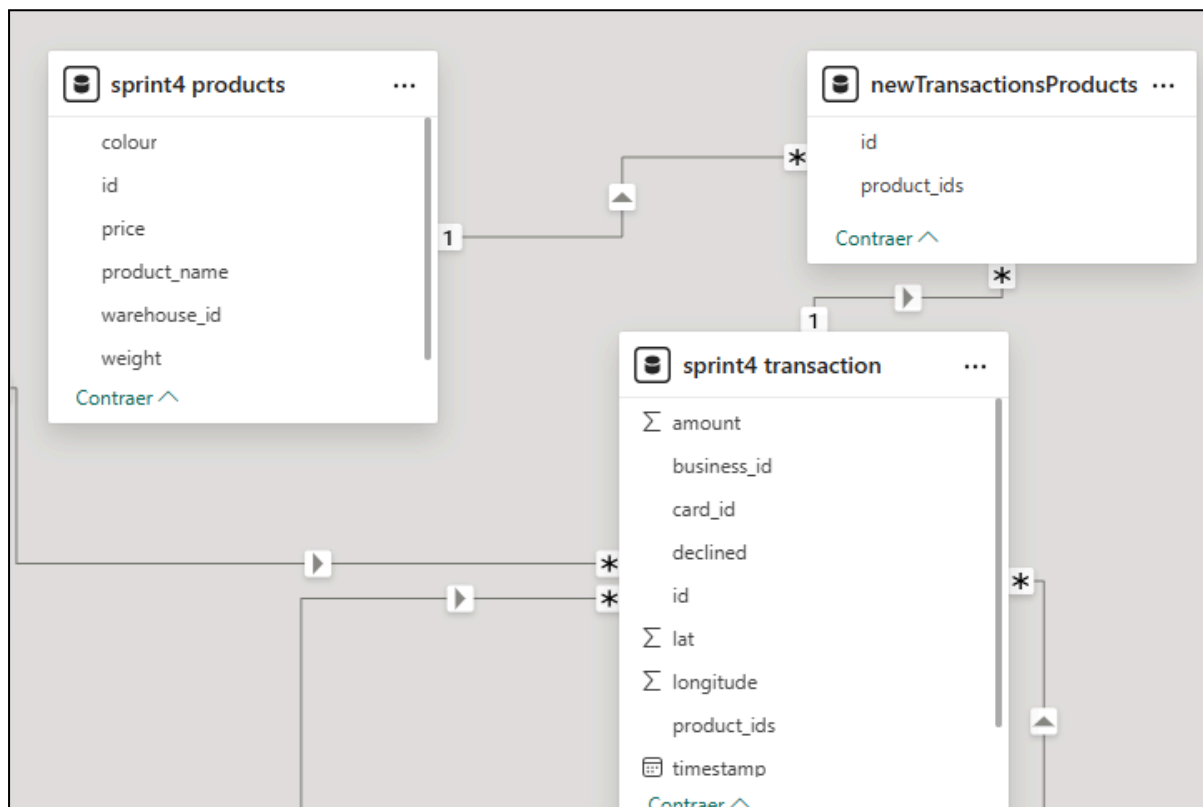 sprint4 products ...
colour
id
price
product_name
warehouse_id
weight
Contraer
1
*
newTransactionsProducts ...
id
product_ids
Contraer
*
1
sprint4 transaction ...
Σ amount
business_id
card_id
declined
id
Σ lat
Σ longitude
product_ids
timestamp
Contraer
*
*
*